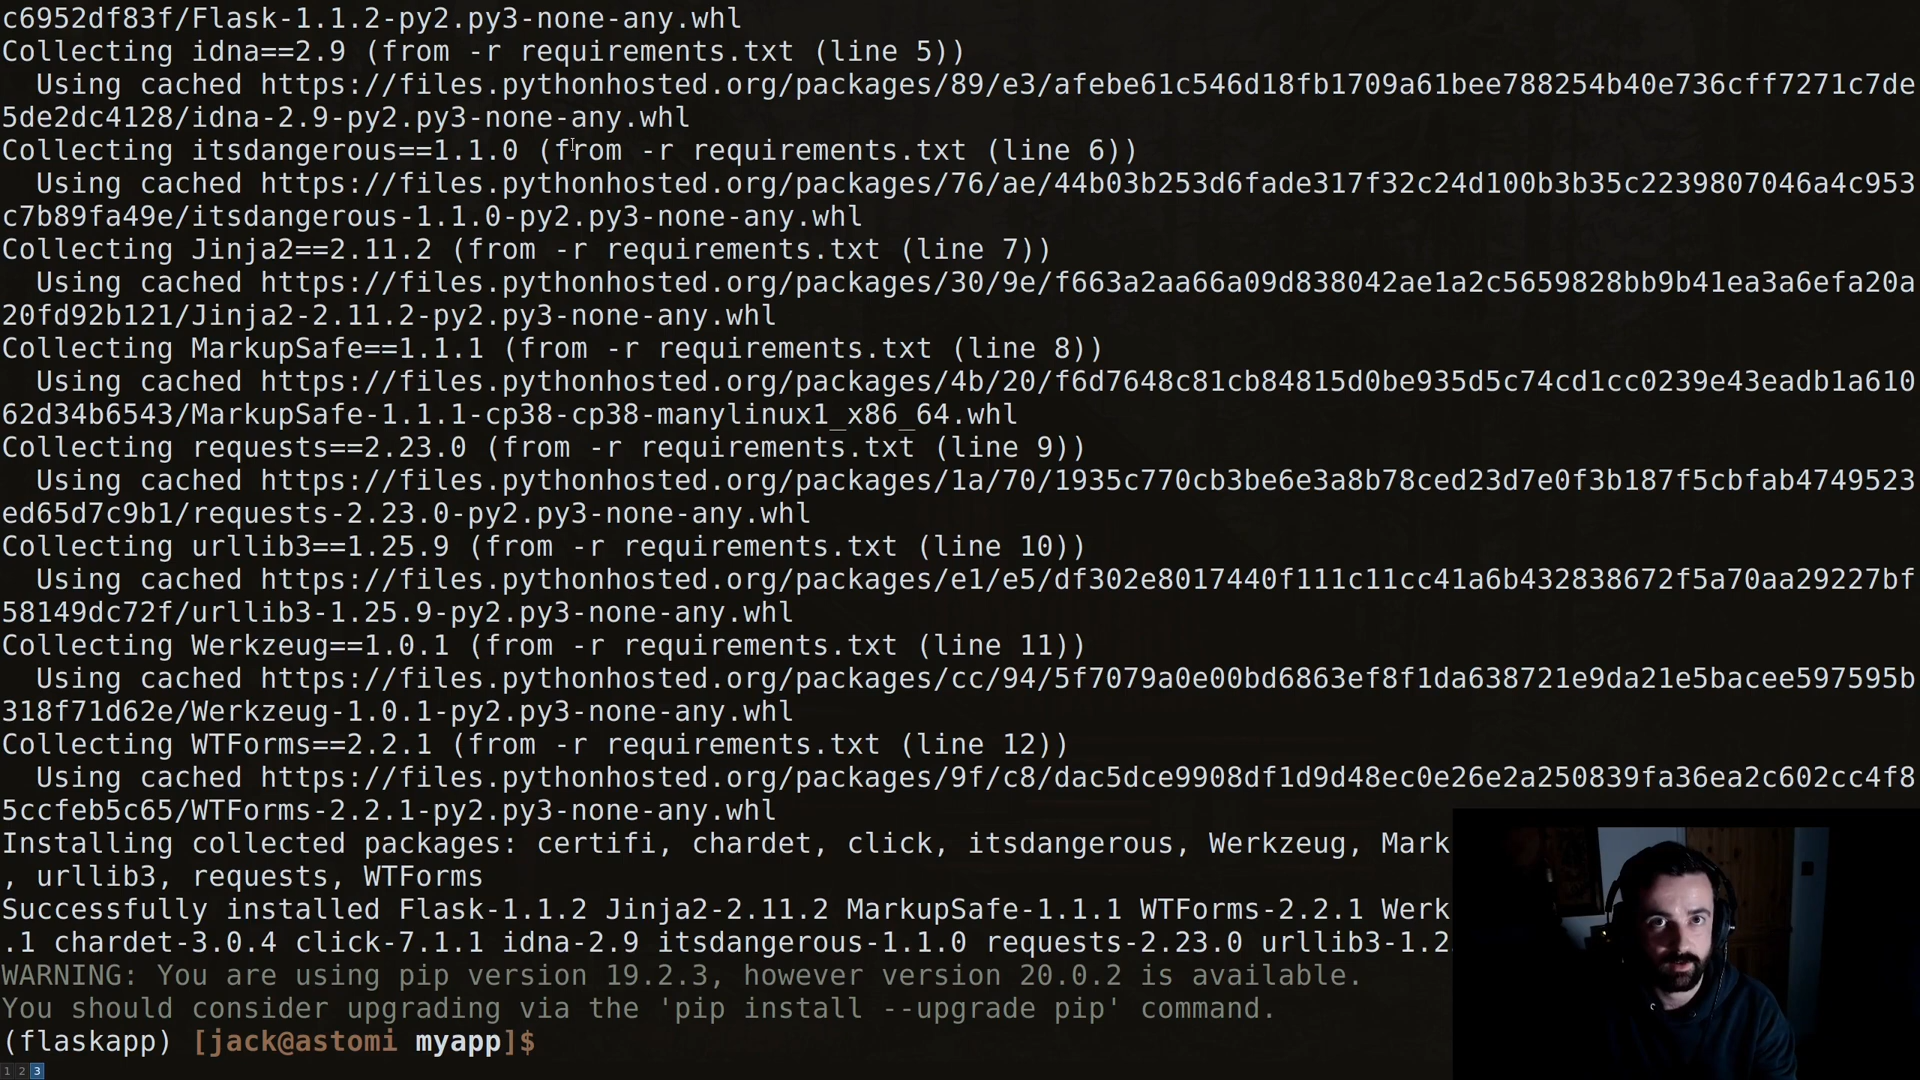 c6952df83f/Flask-1.1.2-py2.py3-none-any.whl
Collecting idna==2.9 (from -r requirements.txt (line 5))
  Using cached https://files.pythonhosted.org/packages/89/e3/afebe61c546d18fb1709a61bee788254b40e736cff7271c7de
5de2dc4128/idna-2.9-py2.py3-none-any.whl
Collecting itsdangerous==1.1.0 (from -r requirements.txt (line 6))
  Using cached https://files.pythonhosted.org/packages/76/ae/44b03b253d6fade317f32c24d100b3b35c2239807046a4c953
c7b89fa49e/itsdangerous-1.1.0-py2.py3-none-any.whl
Collecting Jinja2==2.11.2 (from -r requirements.txt (line 7))
  Using cached https://files.pythonhosted.org/packages/30/9e/f663a2aa66a09d838042ae1a2c5659828bb9b41ea3a6efa20a
20fd92b121/Jinja2-2.11.2-py2.py3-none-any.whl
Collecting MarkupSafe==1.1.1 (from -r requirements.txt (line 8))
  Using cached https://files.pythonhosted.org/packages/4b/20/f6d7648c81cb84815d0be935d5c74cd1cc0239e43eadb1a610
62d34b6543/MarkupSafe-1.1.1-cp38-cp38-manylinux1_x86_64.whl
Collecting requests==2.23.0 (from -r requirements.txt (line 9))
  Using cached https://files.pythonhosted.org/packages/1a/70/1935c770cb3be6e3a8b78ced23d7e0f3b187f5cbfab4749523
ed65d7c9b1/requests-2.23.0-py2.py3-none-any.whl
Collecting urllib3==1.25.9 (from -r requirements.txt (line 10))
  Using cached https://files.pythonhosted.org/packages/e1/e5/df302e8017440f111c11cc41a6b432838672f5a70aa29227bf
58149dc72f/urllib3-1.25.9-py2.py3-none-any.whl
Collecting Werkzeug==1.0.1 (from -r requirements.txt (line 11))
  Using cached https://files.pythonhosted.org/packages/cc/94/5f7079a0e00bd6863ef8f1da638721e9da21e5bacee597595b
318f71d62e/Werkzeug-1.0.1-py2.py3-none-any.whl
Collecting WTForms==2.2.1 (from -r requirements.txt (line 12))
  Using cached https://files.pythonhosted.org/packages/9f/c8/dac5dce9908df1d9d48ec0e26e2a250839fa36ea2c602cc4f8
5ccfeb5c65/WTForms-2.2.1-py2.py3-none-any.whl
Installing collected packages: certifi, chardet, click, itsdangerous, Werkzeug, Mark
, urllib3, requests, WTForms
Successfully installed Flask-1.1.2 Jinja2-2.11.2 MarkupSafe-1.1.1 WTForms-2.2.1 Werk
.1 chardet-3.0.4 click-7.1.1 idna-2.9 itsdangerous-1.1.0 requests-2.23.0 urllib3-1.2
WARNING: You are using pip version 19.2.3, however version 20.0.2 is available.
You should consider upgrading via the 'pip install --upgrade pip' command.
(flaskapp) [jack@astomi myapp]$
1 2 3